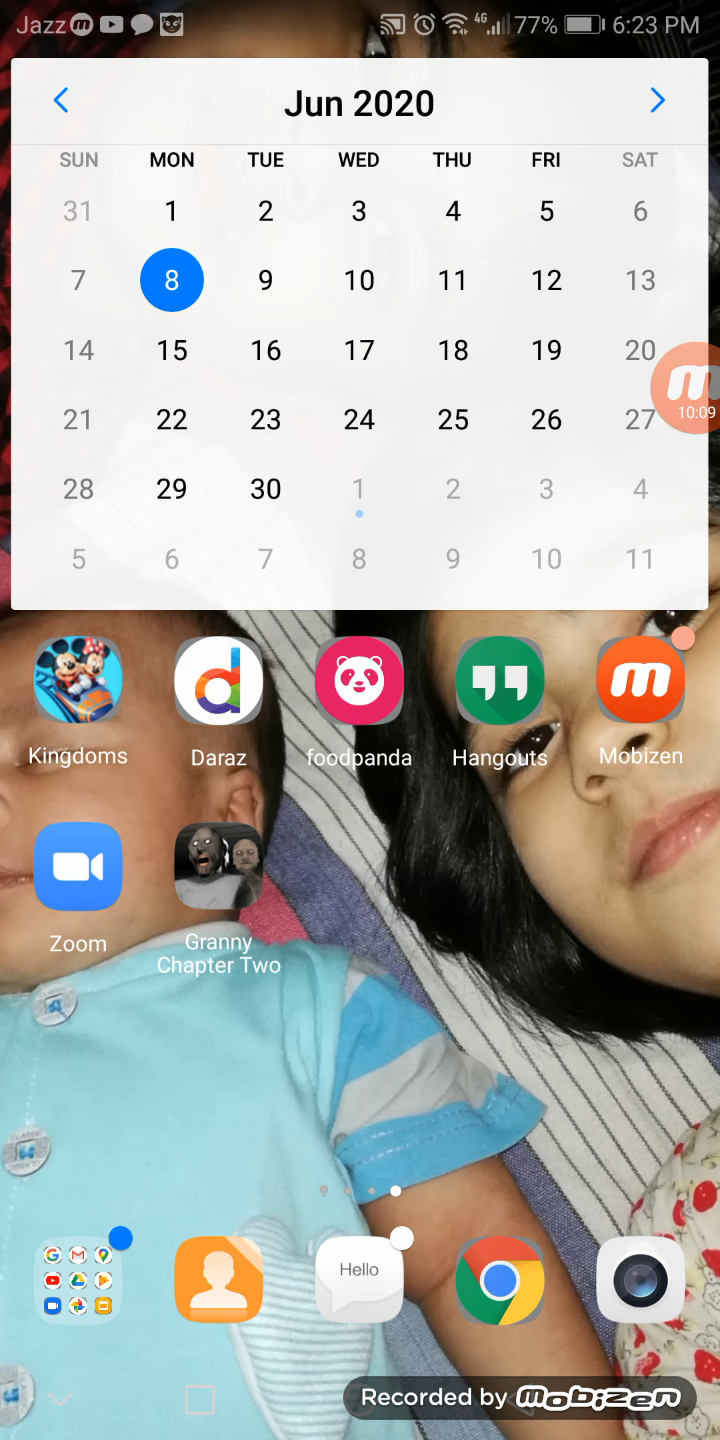 Jazz 4G 77% 6:23 PM
Jun 2020
SUN MON TUE WED THU FRI SAT
31 1 2 3 4 5 6
7 8 9 10 11 12 13
14 15 16 17 18 19 20
21 22 23 24 25 26 27
10:09
28 29 30 1 2 3 4
5 6 7 8 9 10 11
Kingdoms Daraz foodpanda Hangouts Mobizen
Zoom Granny
Chapter Two
Hello
Recorded by Mobizen